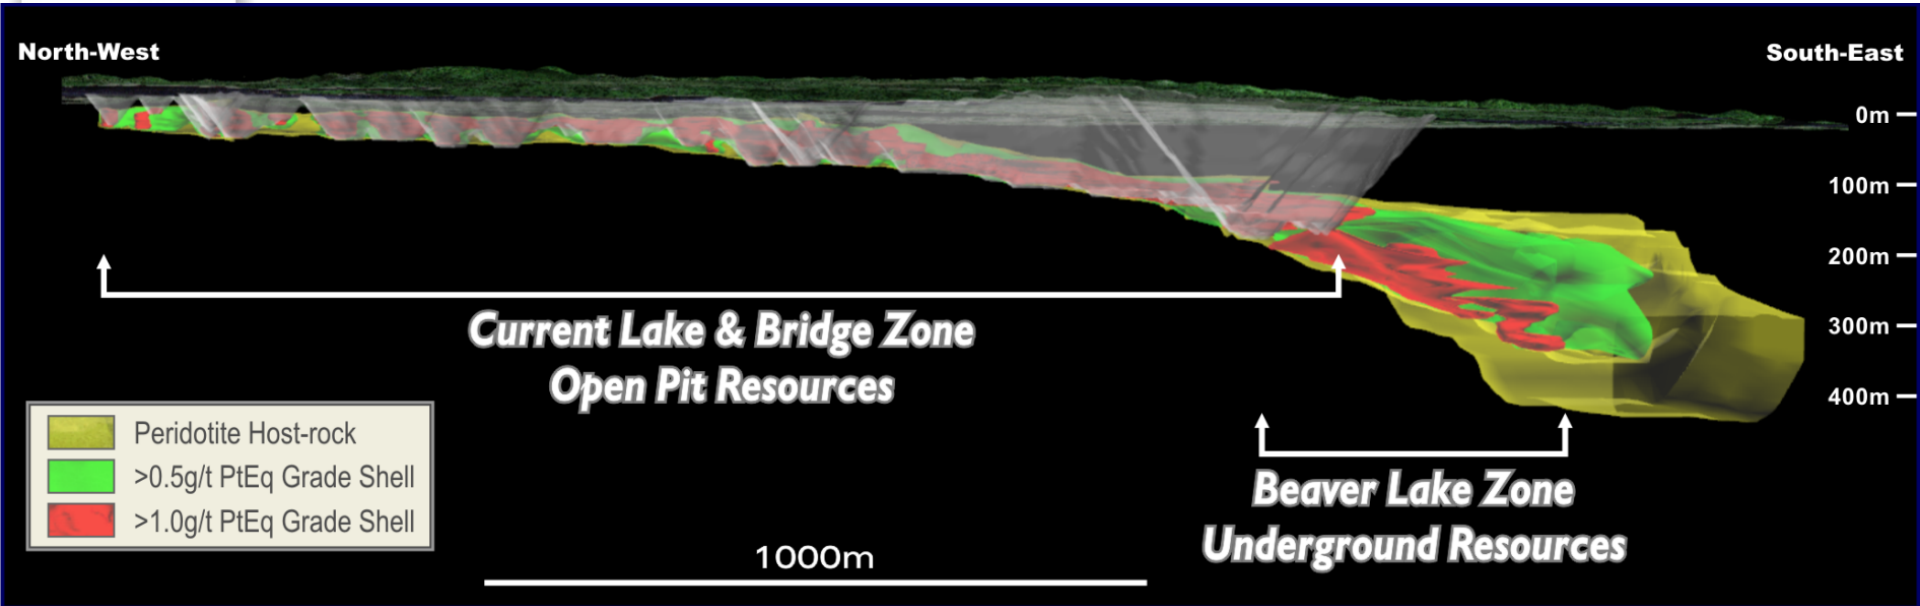 North-West
South-East
0m
100m
200m
300m
400m
Current Lake & Bridge Zone
Open Pit Resources
Peridotite Host-rock
>0.5g/t PtEq Grade Shell
>1.0g/t PtEq Grade Shell
Beaver Lake Zone
Underground Resources
1000m